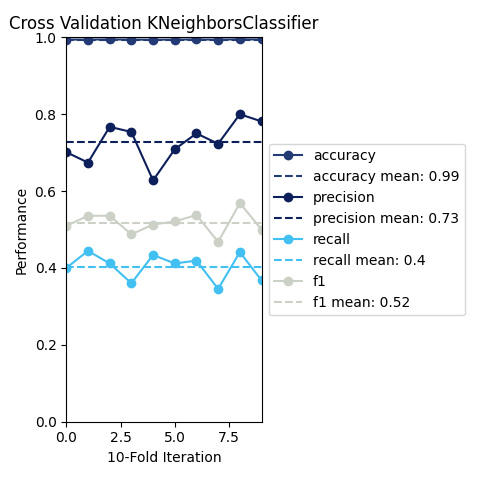 Cross Validation KNeighborsClassifier
1.0
0.8
0.6
0.4
0.2
0.0
Performance
0.0
2.5
5.0
7.5
10-Fold Iteration
accuracy
accuracy mean: 0.99
precision
precision mean: 0.73
recall
recall mean: 0.4
f1
f1 mean: 0.52